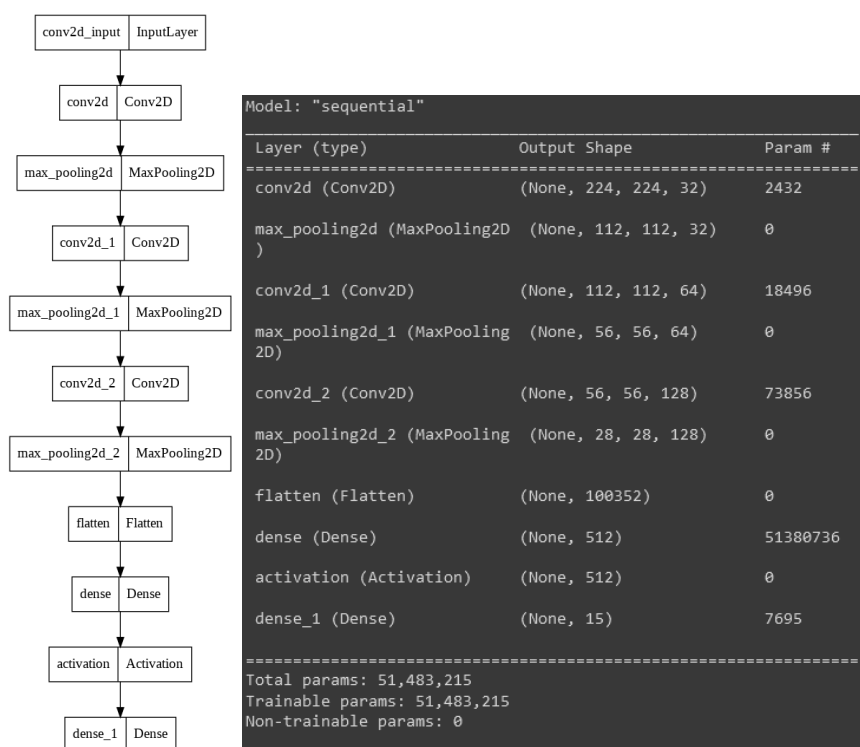 conv2d_input InputLayer
conv2d Conv2D
max_pooling2d MaxPooling2D
conv2d_1 Conv2D
max_pooling2d_1 MaxPooling2D
conv2d_2 Conv2D
max_pooling2d_2 MaxPooling2D
flatten Flatten
dense Dense
activation Activation
dense_1 Dense
Model: "sequential"
Layer (type) Output Shape Param #
conv2d (Conv2D) (None, 224, 224, 32) 2432
max_pooling2d (MaxPooling2D (None, 112, 112, 32) 0
)
conv2d_1 (Conv2D) (None, 112, 112, 64) 18496
max_pooling2d_1 (MaxPooling (None, 56, 56, 64) 0
2D)
conv2d_2 (Conv2D) (None, 56, 56, 128) 73856
max_pooling2d_2 (MaxPooling (None, 28, 28, 128) 0
2D)
flatten (Flatten) (None, 100352) 0
dense (Dense) (None, 512) 51380736
activation (Activation) (None, 512) 0
dense_1 (Dense) (None, 15) 7695
Total params: 51,483,215
Trainable params: 51,483,215
Non-trainable params: 0